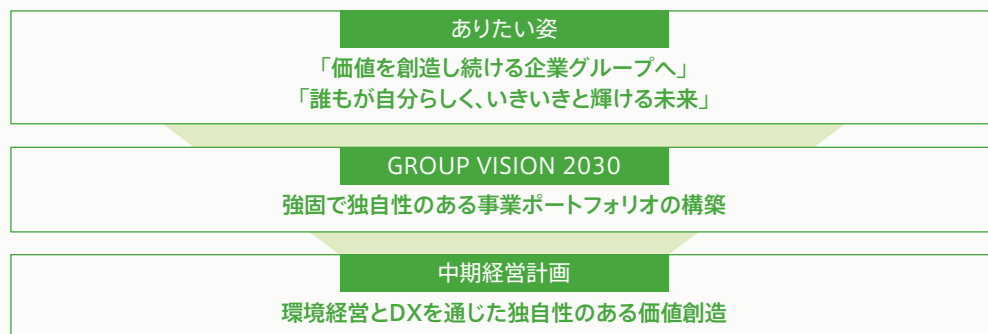 ありたい姿
「価値を創造し続ける企業グループへ」
「誰もが自分らしく、いきいきと輝ける未来」
GROUP VISION 2030
強固で独自性のある事業ポートフォリオの構築
中期経営計画
環境経営とDXを通じた独自性のある価値創造